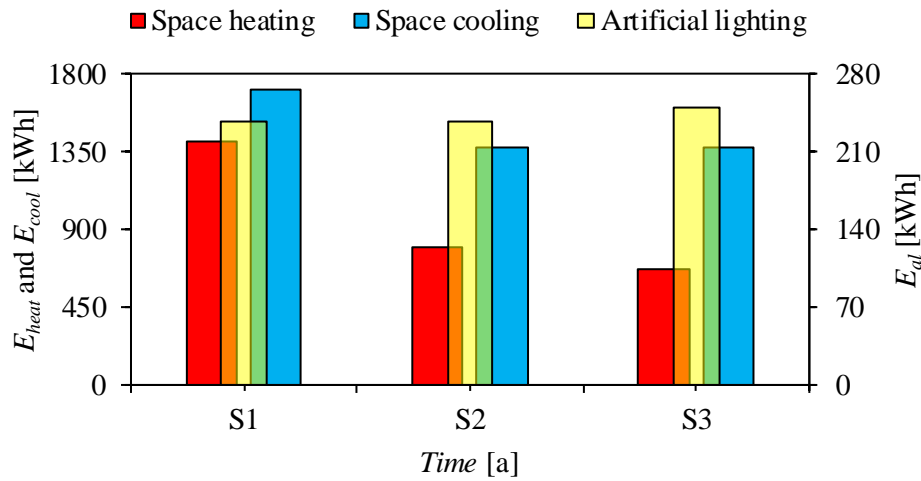 Space heating Space cooling Artificial lighting
E_heat and E_cool [kWh]
1800
1350
900
450
0
280
210
140
70
0
E_al [kWh]
S1 S2 S3
Time [a]